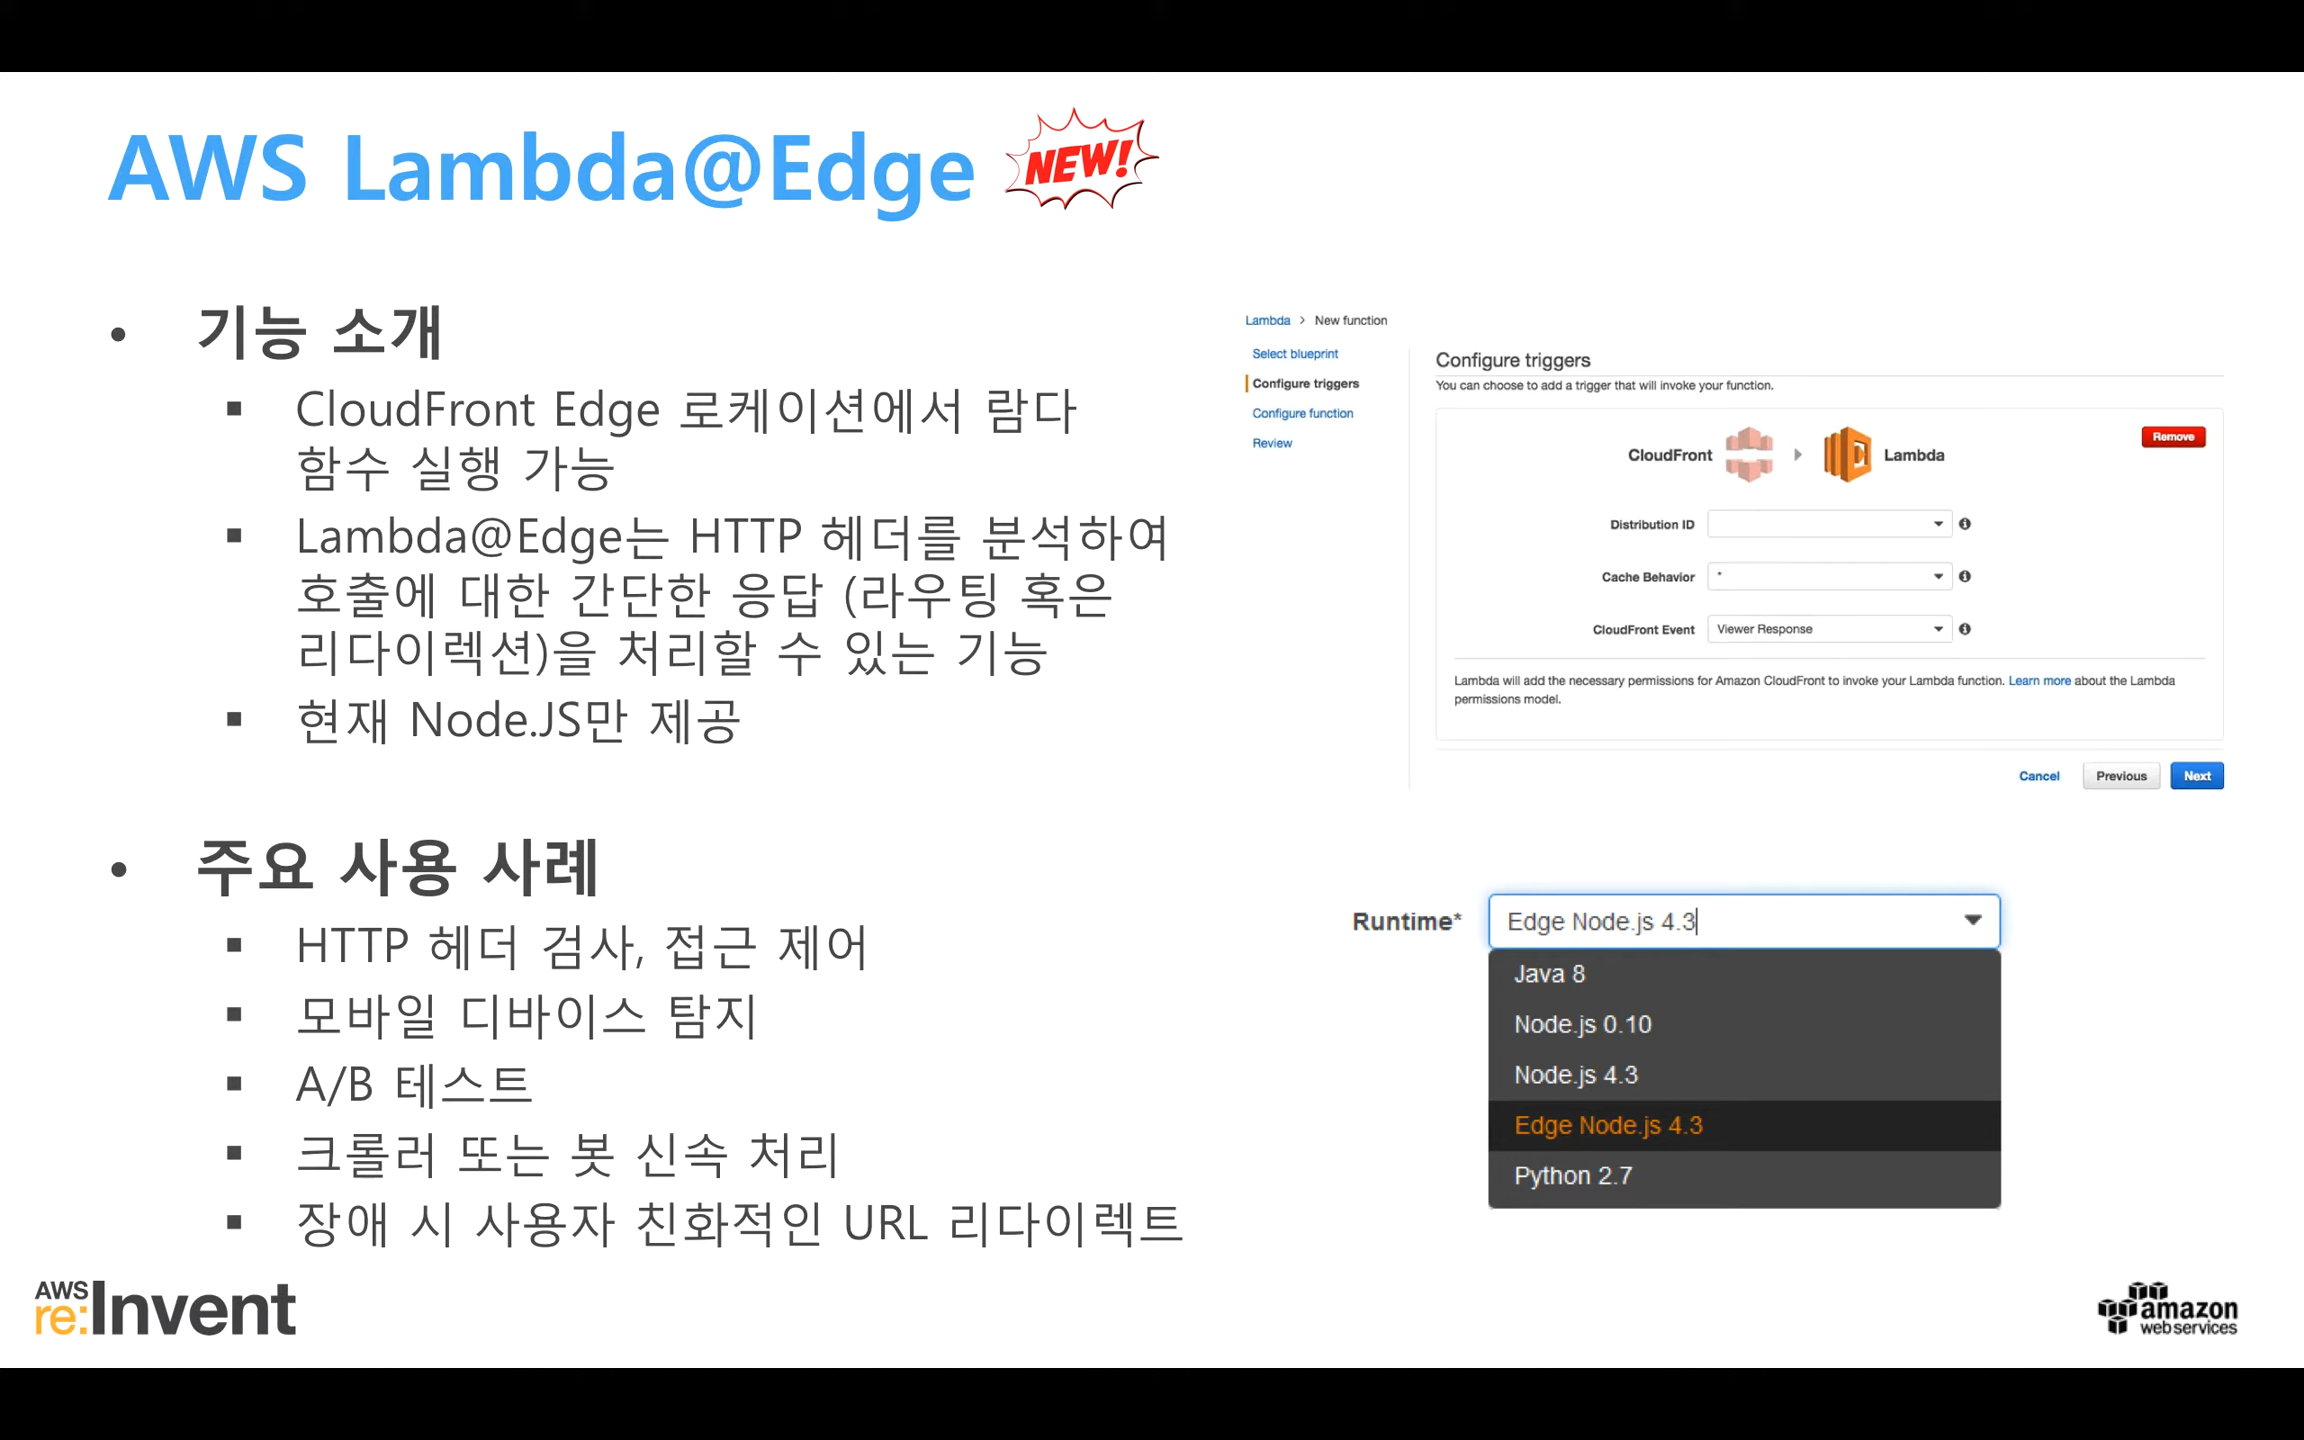 AWS Lambda@Edge NEW!
• 기능 소개
▪ CloudFront Edge 로케이션에서 람다
함수 실행 가능
▪ Lambda@Edge는 HTTP 헤더를 분석하여
호출에 대한 간단한 응답 (라우팅 혹은
리다이렉션)을 처리할 수 있는 기능
▪ 현재 Node.JS만 제공
• 주요 사용 사례
▪ HTTP 헤더 검사, 접근 제어
▪ 모바일 디바이스 탐지
▪ A/B 테스트
▪ 크롤러 또는 봇 신속 처리
▪ 장애 시 사용자 친화적인 URL 리다이렉트
Lambda > New function
Select blueprint
Configure triggers
Configure function
Review
Configure triggers
You can choose to add a trigger that will invoke your function.
Remove
CloudFront Lambda
Distribution ID
Cache Behavior *
CloudFront Event Viewer Response
Lambda will add the necessary permissions for Amazon CloudFront to invoke your Lambda function. Learn more about the Lambda
permissions model.
Cancel Previous Next
Runtime* Edge Node.js 4.3
Java 8
Node.js 0.10
Node.js 4.3
Edge Node.js 4.3
Python 2.7
AWS
re:Invent
amazon
web services